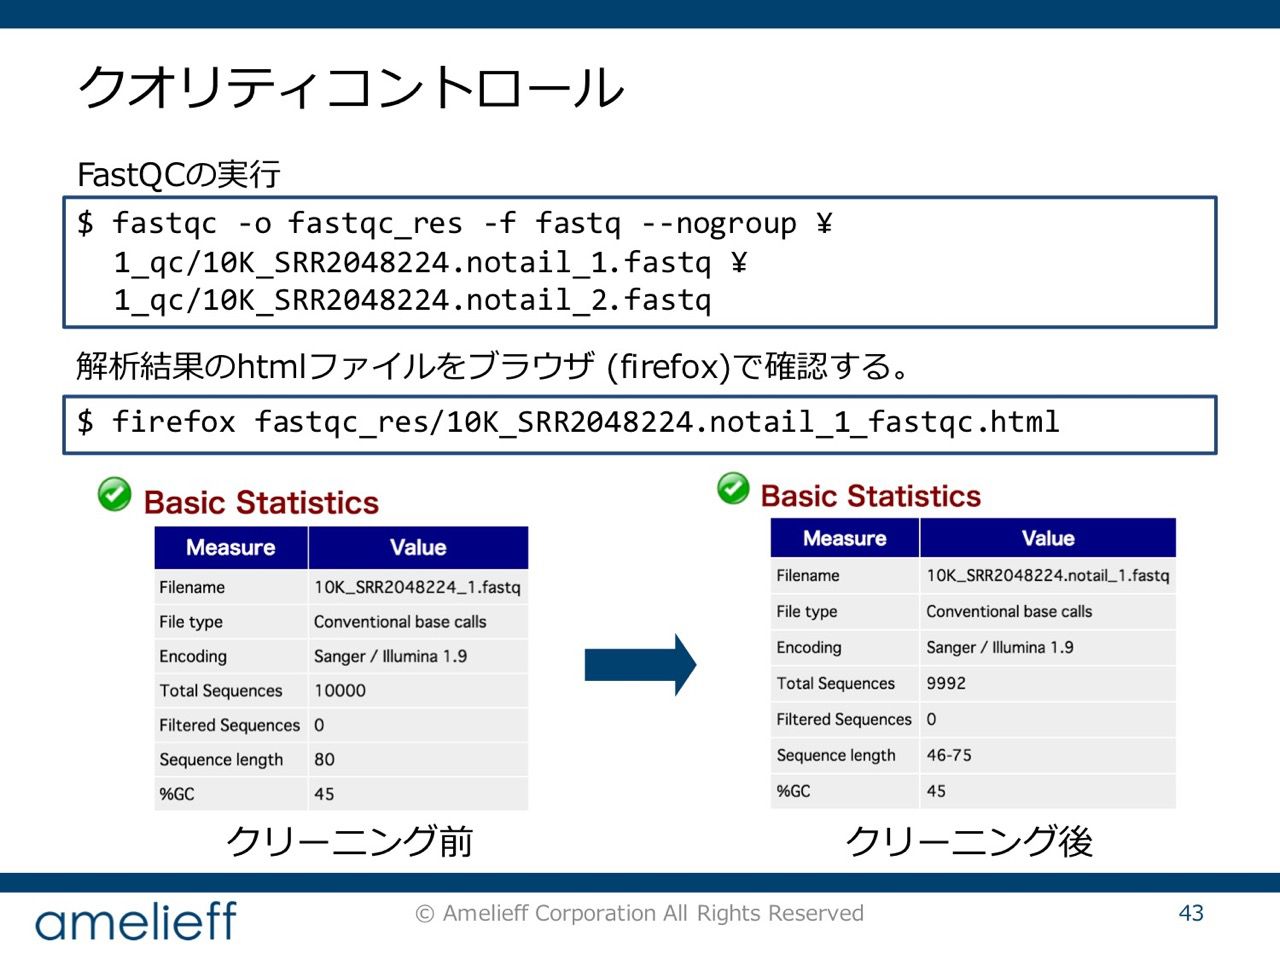 クオリティコントロール
FastQCの実行
$ fastqc -o fastqc_res -f fastq --nogroup ¥
1_qc/10K_SRR2048224.notail_1.fastq ¥
1_qc/10K_SRR2048224.notail_2.fastq
解析結果のhtmlファイルをブラウザ (firefox)で確認する。
$ firefox fastqc_res/10K_SRR2048224.notail_1_fastqc.html
Basic Statistics
Measure Value
Filename 10K_SRR2048224_1.fastq
File type Conventional base calls
Encoding Sanger / Illumina 1.9
Total Sequences 10000
Filtered Sequences 0
Sequence length 80
%GC 45
クリーニング前
Basic Statistics
Measure Value
Filename 10K_SRR2048224.notail_1.fastq
File type Conventional base calls
Encoding Sanger / Illumina 1.9
Total Sequences 9992
Filtered Sequences 0
Sequence length 46-75
%GC 45
クリーニング後
amelieff
© Amelieff Corporation All Rights Reserved
43